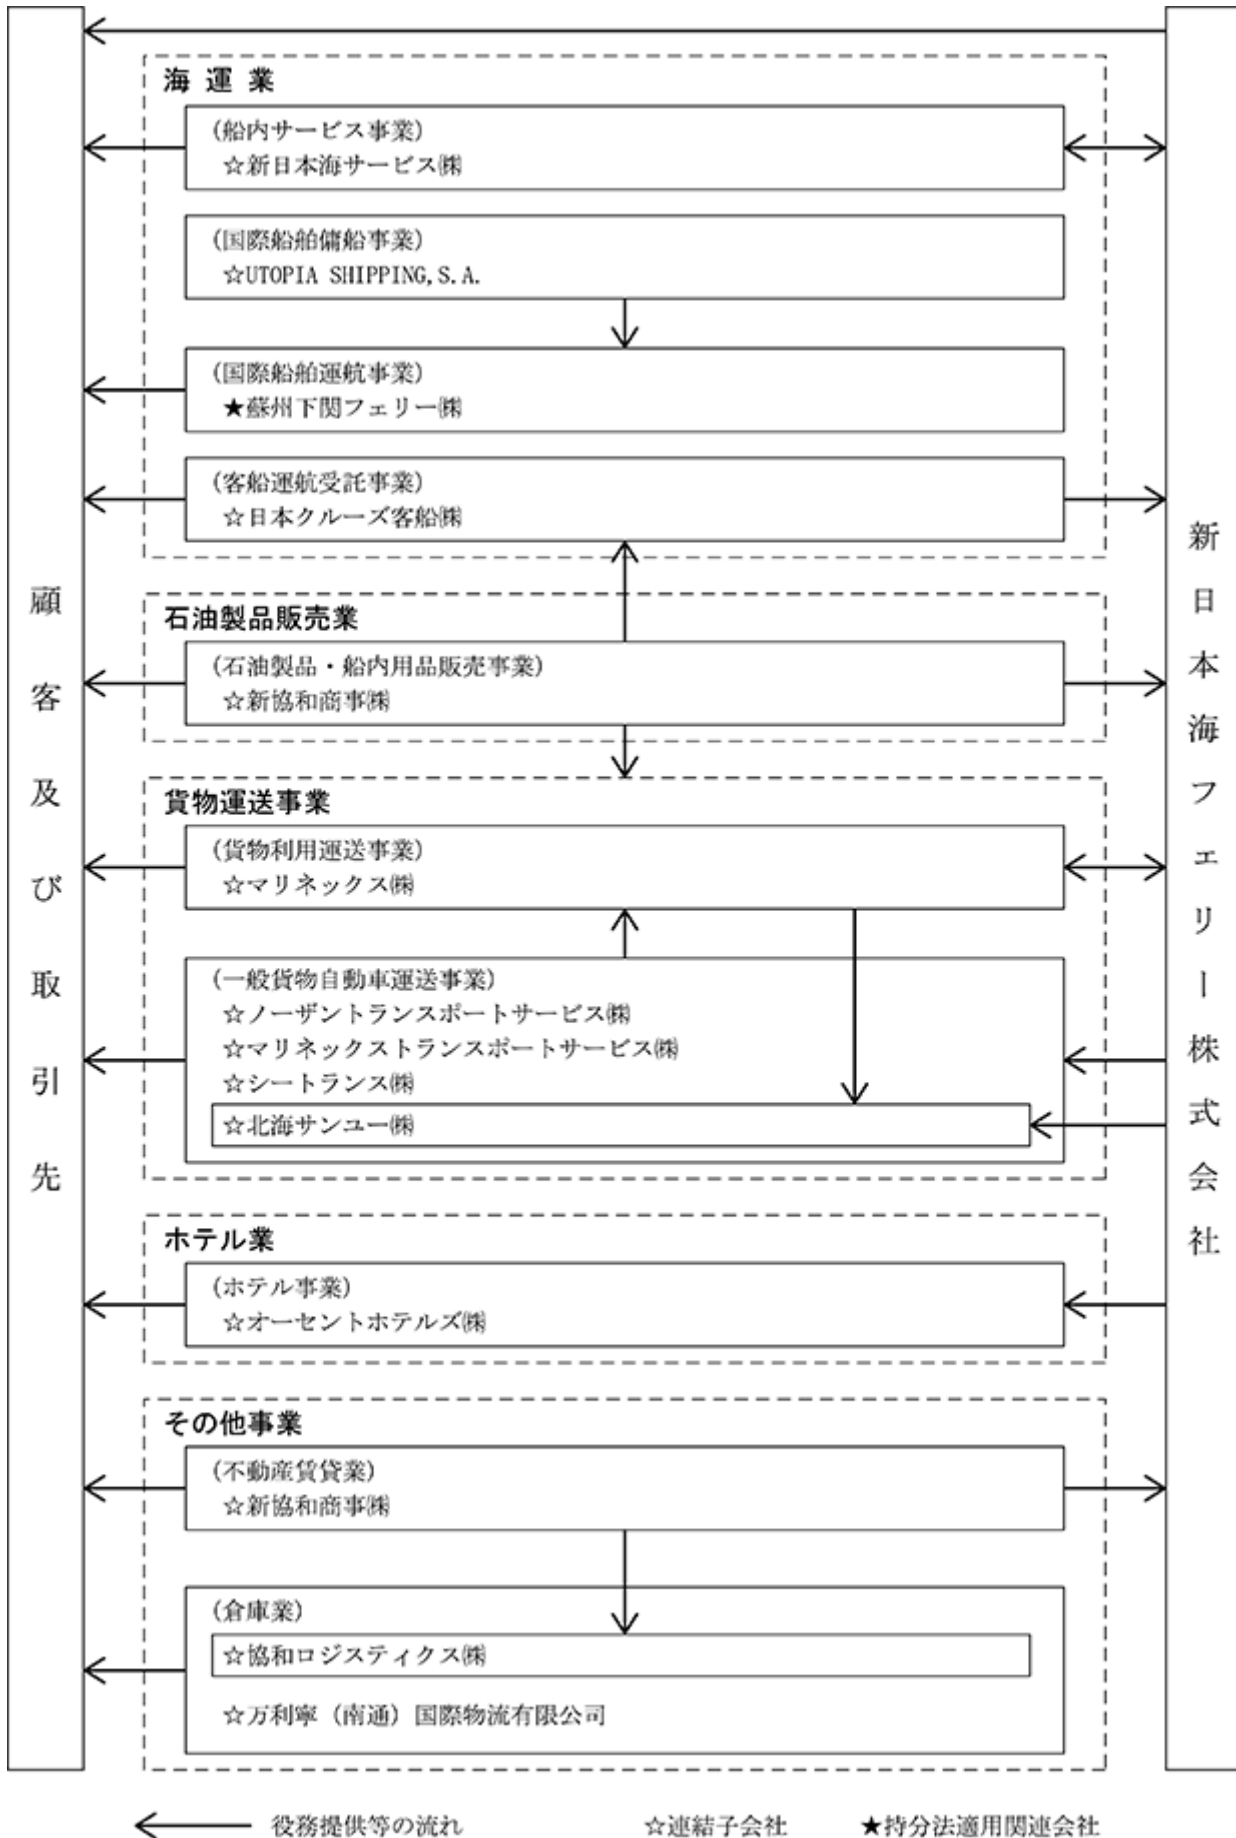 海運業
(船内サービス事業)
☆新日本海サービス㈱
(国際船舶傭船事業)
☆UTOPIA SHIPPING,S.A.
(国際船舶運航事業)
★蘇州下関フェリー㈱
(客船運航受託事業)
☆日本クルーズ客船㈱
石油製品販売業
(石油製品・船内用品販売事業)
☆新協和商事㈱
貨物運送事業
(貨物利用運送事業)
☆マリネックス㈱
(一般貨物自動車運送事業)
☆ノーザントランスポートサービス㈱
☆マリネックストランスポートサービス㈱
☆シートランス㈱
☆北海サンユー㈱
ホテル業
(ホテル事業)
☆オーセントホテルズ㈱
その他事業
(不動産賃貸業)
☆新協和商事㈱
(倉庫業)
☆協和ロジスティクス㈱
☆万利寧（南通）国際物流有限公司
顧客及び取引先
新日本海フェリー株式会社
役務提供等の流れ
☆連結子会社
★持分法適用関連会社